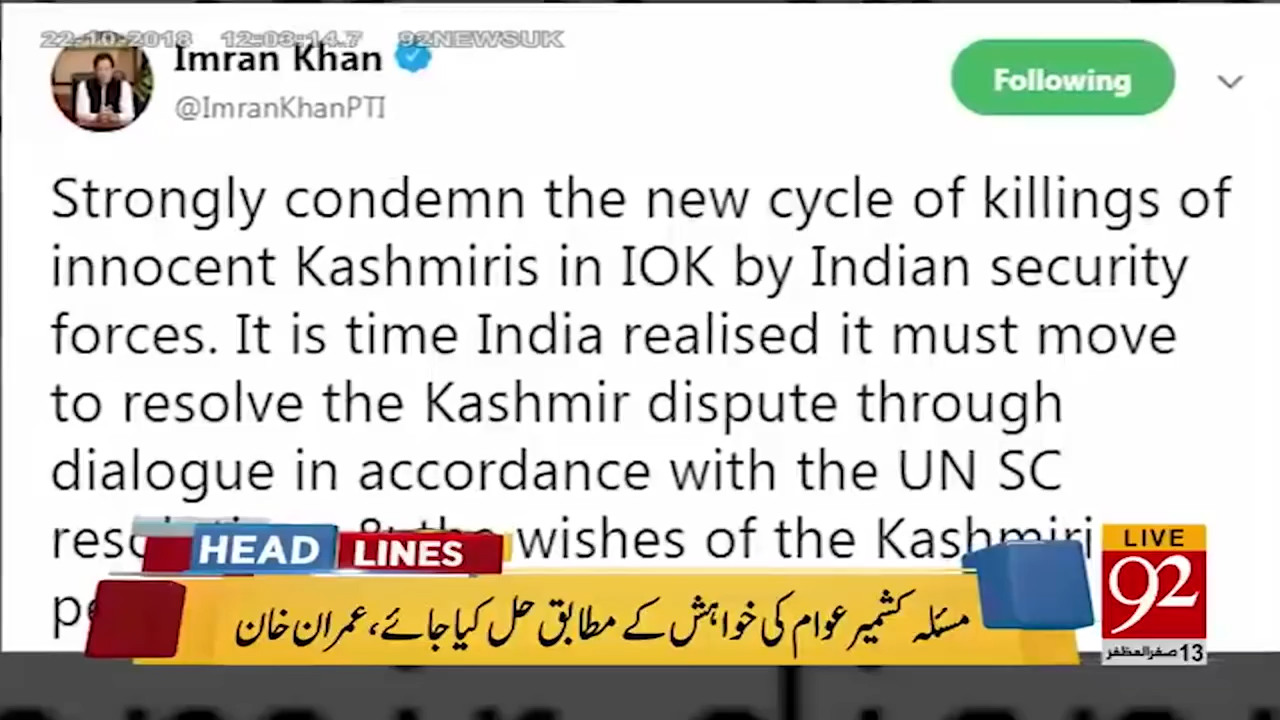 22-10-2018 12:03:14.7 92NEWSUK
Imran Khan
@ImranKhanPTI
Following
Strongly condemn the new cycle of killings of
innocent Kashmiris in IOK by Indian security
forces. It is time India realised it must move
to resolve the Kashmir dispute through
dialogue in accordance with the UN SC
wishes of the Kashmiri
HEAD LINES
مسئلہ کشمیر عوام کی خواہش کے مطابق حل کیا جائے، عمران خان
LIVE
92
13 صفر المظفر